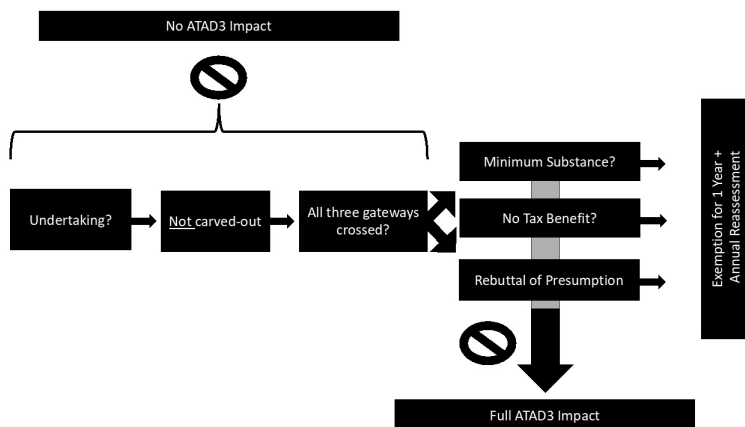 No ATAD3 Impact
Undertaking?
Not carved-out
All three gateways
crossed?
Minimum Substance?
No Tax Benefit?
Rebuttal of Presumption
Exemption for 1 Year +
Annual Reassessment
Full ATAD3 Impact